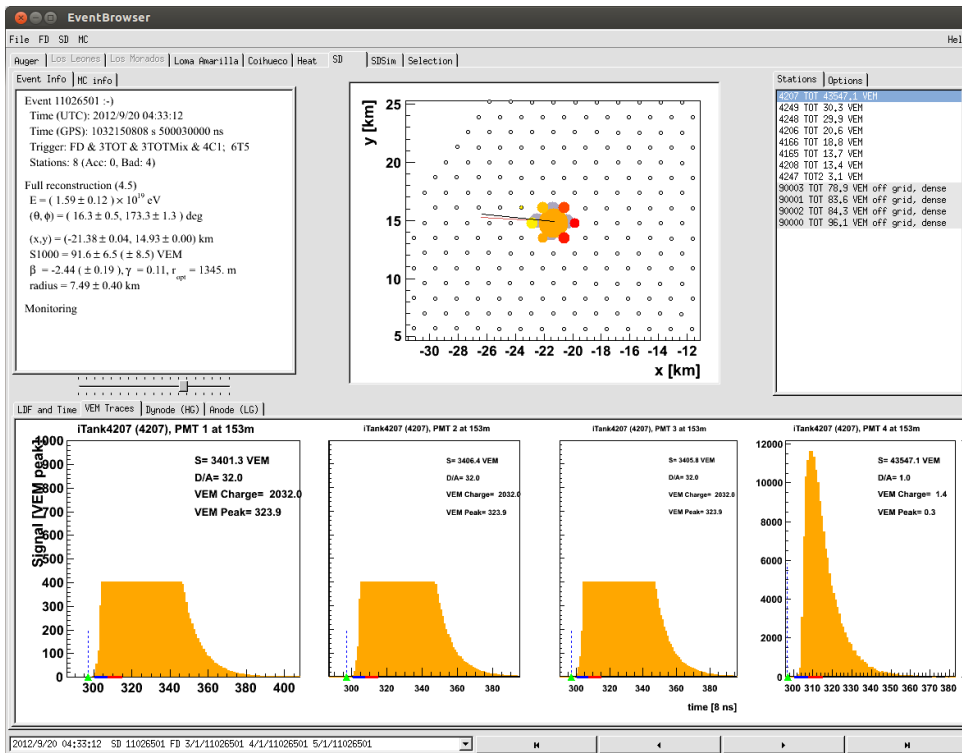 EventBrowser
File FD SD MC
Hel
Auger Los Leones Los Morados Loma Amarilla Coihueco Heat SD SDSim Selection
Event Info MC info
Event 11026501 :-)
Time (UTC): 2012/9/20 04:33:12
Time (GPS): 1032150808 s 500030000 ns
Trigger: FD & 3TOT & 3TOTMix & 4C1; 6T5
Stations: 8 (Acc: 0, Bad: 4)
Full reconstruction (4.5)
E = ( 1.59 ± 0.12 ) × 10^19 eV
(θ, ϕ) = ( 16.3 ± 0.5, 173.3 ± 1.3 ) deg
(x,y) = (-21.38 ± 0.04, 14.93 ± 0.00) km
S1000 = 91.6 ± 6.5 ( ± 8.5) VEM
β = -2.44 ( ± 0.19 ), γ = 0.11, r_opt = 1345. m
radius = 7.49 ± 0.40 km
Monitoring
y [km]
25
20
15
10
5
-30 -28 -26 -24 -22 -20 -18 -16 -14 -12
x [km]
Stations Options
4207 TOT 43547.1 VEM
4249 TOT 30.3 VEM
4248 TOT 29.9 VEM
4206 TOT 20.6 VEM
4166 TOT 18.8 VEM
4165 TOT 13.7 VEM
4208 TOT 13.4 VEM
4247 TOT2 3.1 VEM
90003 TOT 78.9 VEM off grid, dense
90001 TOT 83.6 VEM off grid, dense
90002 TOT 84.3 VEM off grid, dense
90000 TOT 96.1 VEM off grid, dense
LDF and Time VEM Traces Dynode (HG) Anode (LG)
iTank4207 (4207), PMT 1 at 153m
Signal [VEM peak]
1000
900
800
700
600
500
400
300
200
100
0
S= 3401.3 VEM
D/A= 32.0
VEM Charge= 2032.0
VEM Peak= 323.9
300 320 340 360 380 400
iTank4207 (4207), PMT 2 at 153m
S= 3406.4 VEM
D/A= 32.0
VEM Charge= 2032.0
VEM Peak= 323.9
300 320 340 360 380
iTank4207 (4207), PMT 3 at 153m
S= 3405.8 VEM
D/A= 32.0
VEM Charge= 2032.0
VEM Peak= 323.9
300 320 340 360 380
iTank4207 (4207), PMT 4 at 153m
12000
10000
8000
6000
4000
2000
0
S= 43547.1 VEM
D/A= 1.0
VEM Charge= 1.4
VEM Peak= 0.3
300 310 320 330 340 350 360 370 380
time [8 ns]
2012/9/20 04:33:12 SD 11026501 FD 3/1/11026501 4/1/11026501 5/1/11026501